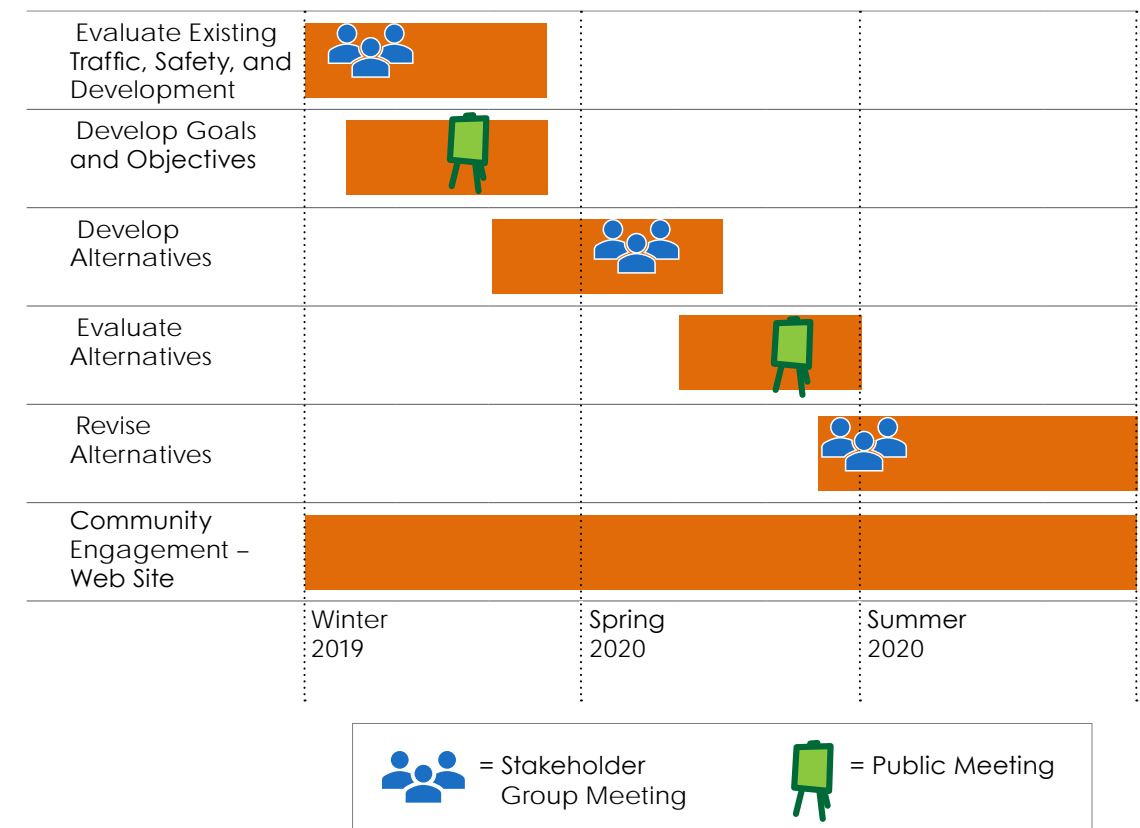 Evaluate Existing
Traffic, Safety, and
Development
Develop Goals
and Objectives
Develop
Alternatives
Evaluate
Alternatives
Revise
Alternatives
Community
Engagement –
Web Site
Winter
2019
Spring
2020
Summer
2020
= Stakeholder
Group Meeting
= Public Meeting